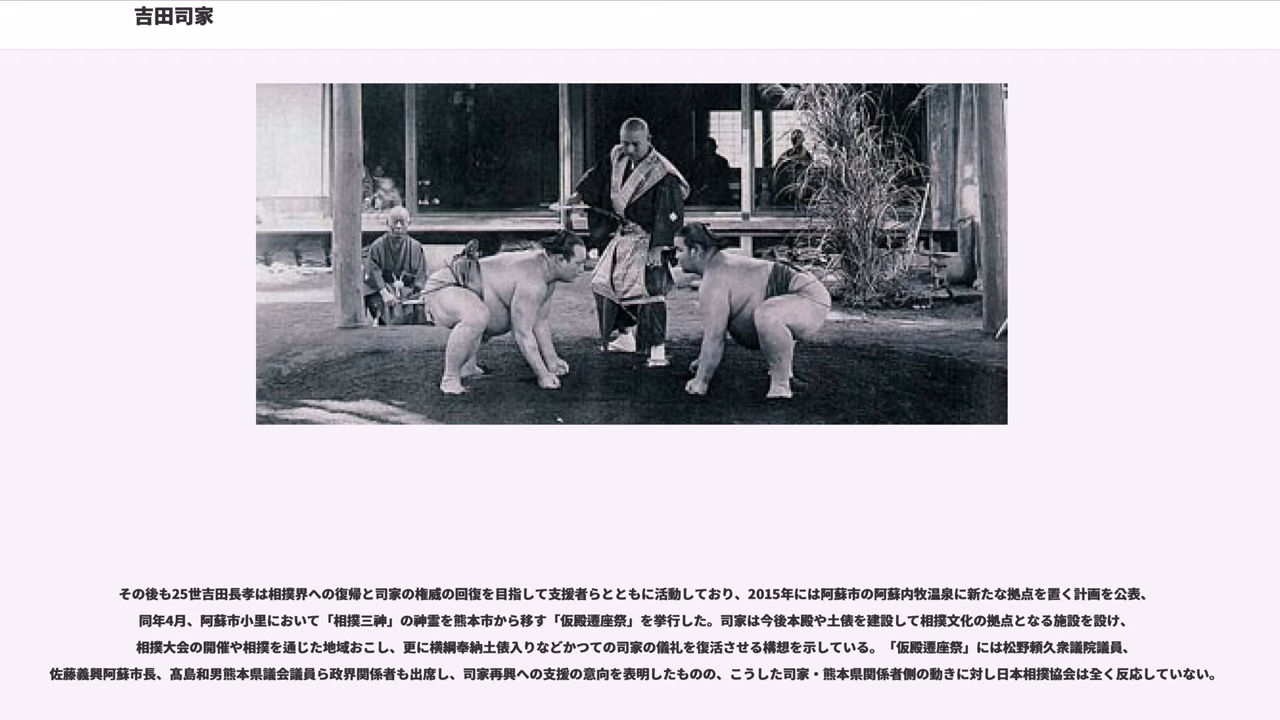 吉田司家
その後も25世吉田長孝は相撲界への復帰と司家の権威の回復を目指して支援者らとともに活動しており、2015年には阿蘇市の阿蘇内牧温泉に新たな拠点を置く計画を公表、
同年4月、阿蘇市小里において「相撲三神」の神霊を熊本市から移す「仮殿遷座祭」を挙行した。司家は今後本殿や土俵を建設して相撲文化の拠点となる施設を設け、
相撲大会の開催や相撲を通じた地域おこし、更に横綱奉納土俵入りなどかつての司家の儀礼を復活させる構想を示している。「仮殿遷座祭」には松野頼久衆議院議員、
佐藤義興阿蘇市長、髙島和男熊本県議会議員ら政界関係者も出席し、司家再興への支援の意向を表明したものの、こうした司家・熊本県関係者側の動きに対し日本相撲協会は全く反応していない。